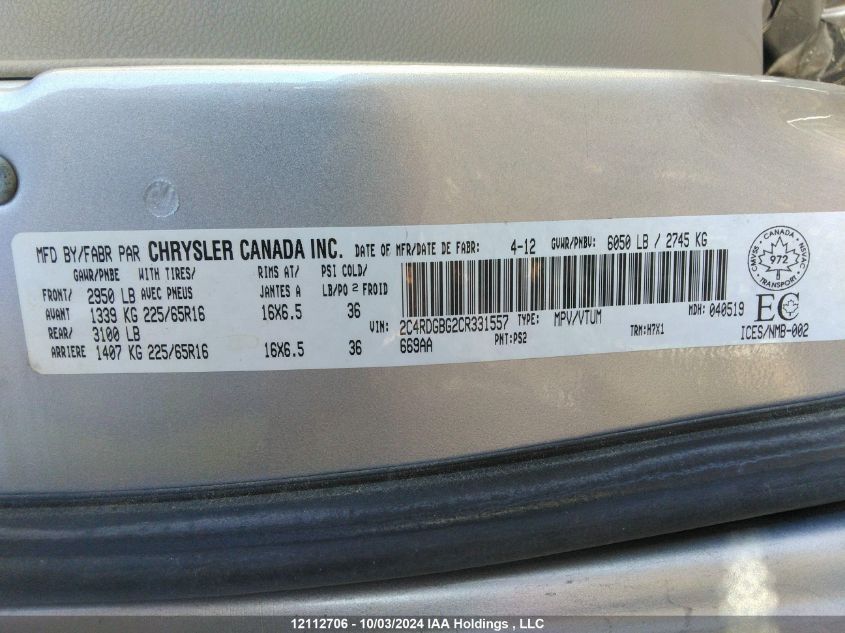 MFD BY/FABR PAR CHRYSLER CANADA INC. DATE OF MFR/DATE DE FABR: 4-12 GVWR/PNBV: 6050 LB / 2745 KG
GAWR/PNBE WITH TIRES/ RIMS AT/ PSI COLD/
FRONT/ 2950 LB AVEC PNEUS JANTES A LB/PO 2 FROID
AVANT 1339 KG 225/65R16 16X6.5 36
REAR/ 3100 LB
ARRIERE 1407 KG 225/65R16 16X6.5 36
VIN: 2C4RDGBG2CR331557 TYPE: MPV/VTUM MDH: 040519
669AA PNT:PS2 TRM:H7X1
CMVSS CANADA NSVAC
972
TRANSPORT
EC
ICES/NMB-002
12112706 - 10/03/2024 IAA Holdings , LLC